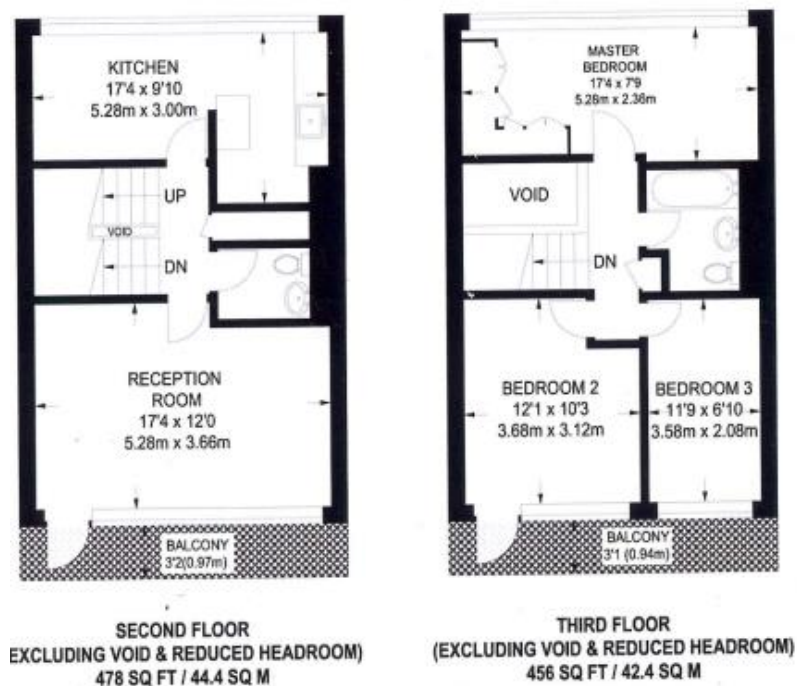 KITCHEN
17'4 x 9'10
5.28m x 3.00m
UP
VOID
DN
RECEPTION
ROOM
17'4 x 12'0
5.28m x 3.66m
BALCONY
3'2(0.97m)
SECOND FLOOR
(EXCLUDING VOID & REDUCED HEADROOM)
478 SQ FT / 44.4 SQ M
MASTER
BEDROOM
17'4 x 7'9
5.28m x 2.36m
VOID
DN
BEDROOM 2
12'1 x 10'3
3.68m x 3.12m
BEDROOM 3
11'9 x 6'10
3.58m x 2.08m
BALCONY
3'1 (0.94m)
THIRD FLOOR
(EXCLUDING VOID & REDUCED HEADROOM)
456 SQ FT / 42.4 SQ M